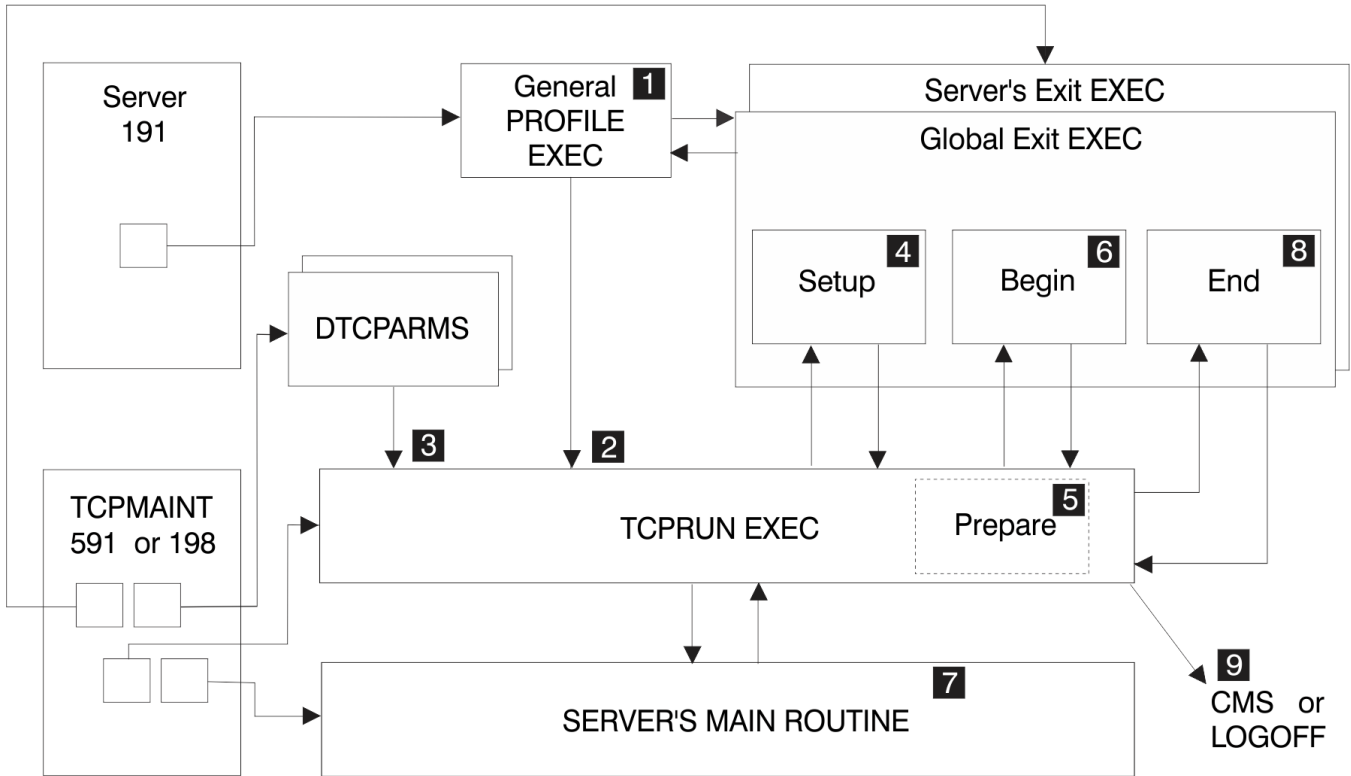 Server
191
General
PROFILE
EXEC
1
Server's Exit EXEC
Global Exit EXEC
Setup
4
Begin
6
End
8
DTCPARMS
3
2
TCPMAINT
591 or 198
TCPRUN EXEC
Prepare
5
SERVER'S MAIN ROUTINE
7
9
CMS or
LOGOFF